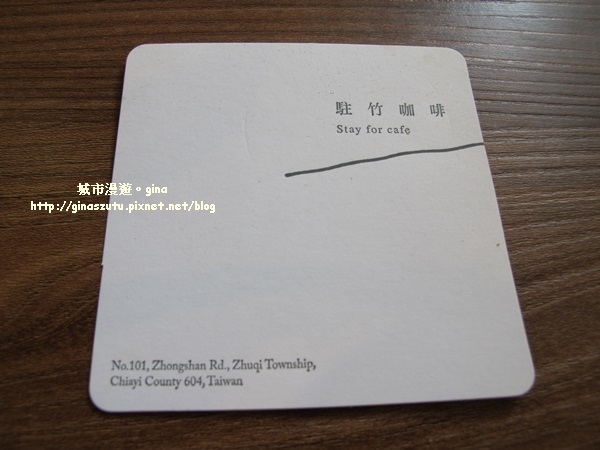 駐竹咖啡
Stay for cafe
城市漫遊。gina
http://ginaszutu.pixnet.net/blog
No.101, Zhongshan Rd., Zhuqi Township,
Chiayi County 604, Taiwan